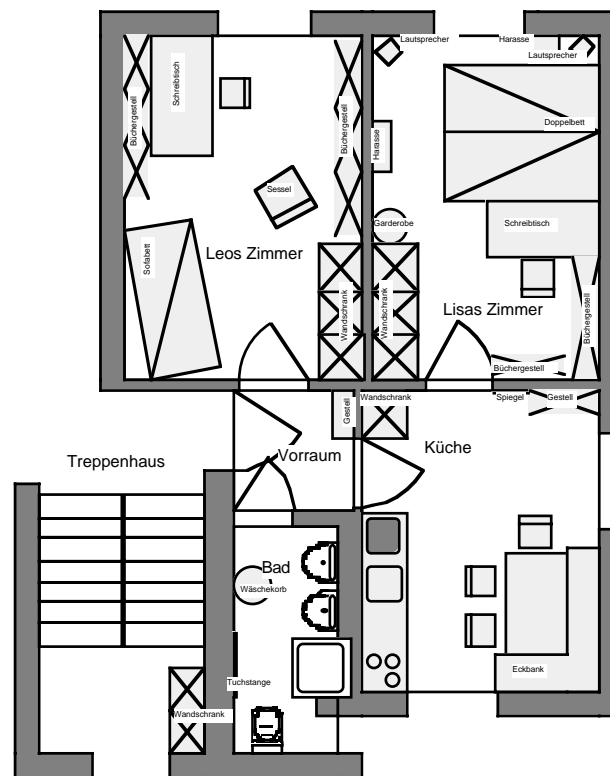 Lautsprecher
Harasse
Lautsprecher
Schreibtisch
Büchergestell
Büchergestell
Doppelbett
Harasse
Sessel
Garderobe
Schreibtisch
Sofabett
Leos Zimmer
Wandschrank
Wandschrank
Lisas Zimmer
Büchergestell
Büchergestell
Wandschrank
Gestell
Spiegel
Gestell
Küche
Treppenhaus
Vorraum
Bad
Wäschekorb
Tuchstange
Eckbank
Wandschrank